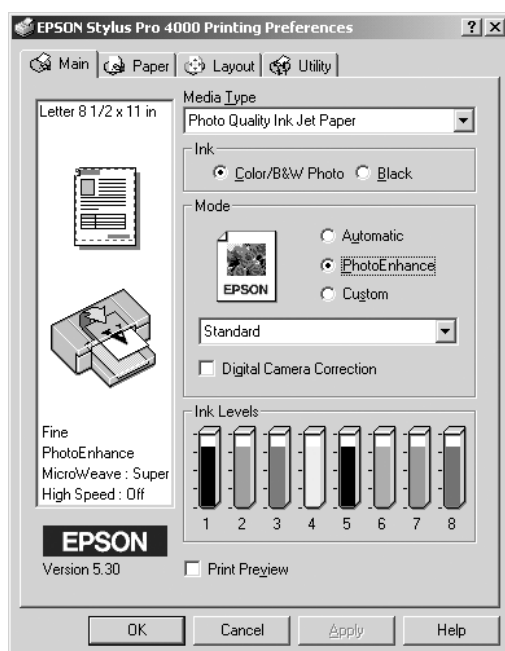 EPSON Stylus Pro 4000 Printing Preferences
Main Paper Layout Utility
Letter 8 1/2 x 11 in
Media Type
Photo Quality Ink Jet Paper
Ink
Color/B&W Photo Black
Mode
EPSON
Automatic
PhotoEnhance
Custom
Standard
Digital Camera Correction
Ink Levels
1 2 3 4 5 6 7 8
Fine
PhotoEnhance
MicroWeave : Super
High Speed : Off
EPSON
Version 5.30
Print Preview
OK Cancel Apply Help